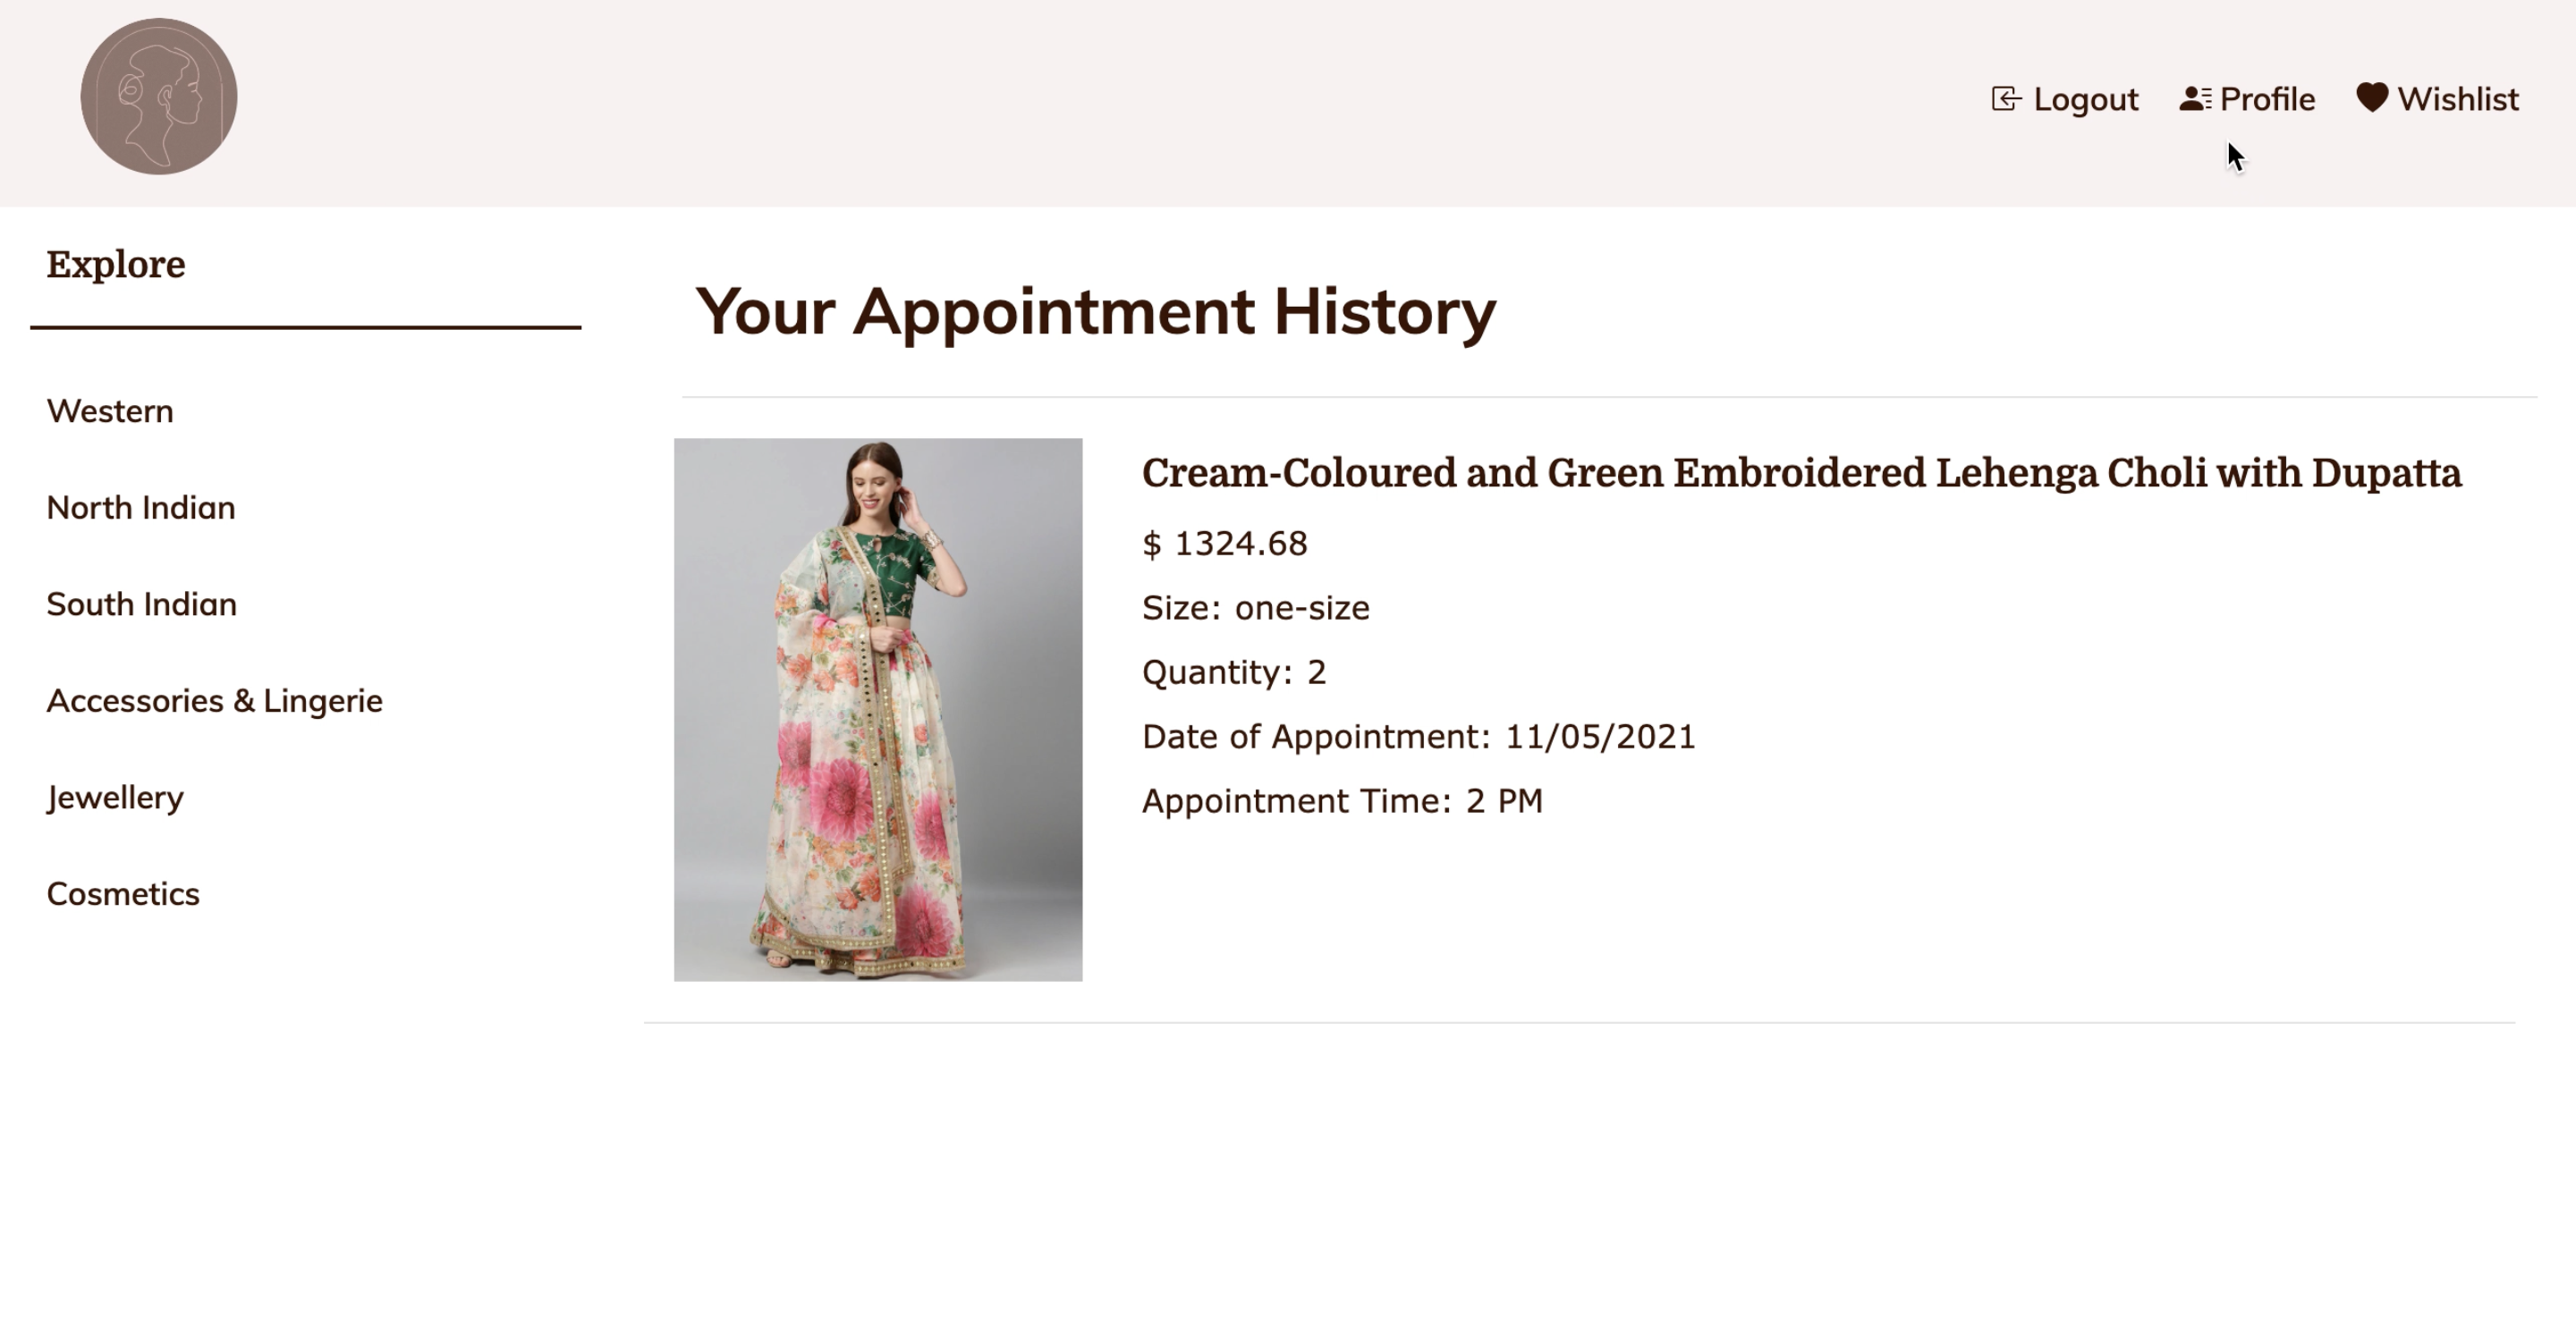 Logout Profile Wishlist
Explore
Western
North Indian
South Indian
Accessories & Lingerie
Jewellery
Cosmetics
Your Appointment History
Cream-Coloured and Green Embroidered Lehenga Choli with Dupatta
$ 1324.68
Size: one-size
Quantity: 2
Date of Appointment: 11/05/2021
Appointment Time: 2 PM